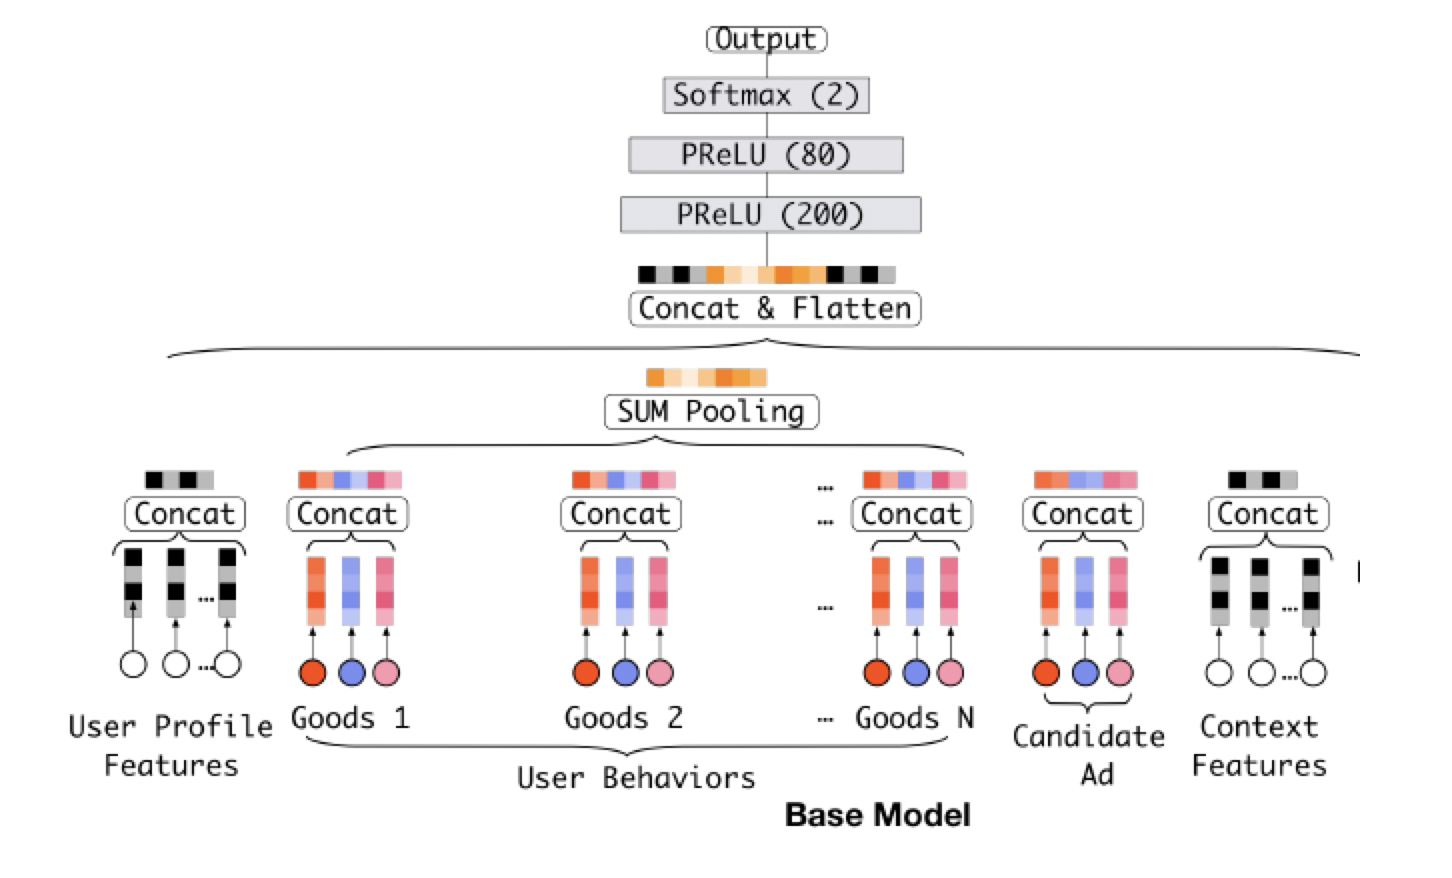 Output
Softmax (2)
PReLU (80)
PReLU (200)
Concat & Flatten
SUM Pooling
...
Concat Concat Concat ... Concat Concat Concat
... ... ...
... ...
User Profile Features
Goods 1 Goods 2 ... Goods N
Candidate Ad
Context Features
User Behaviors
Base Model